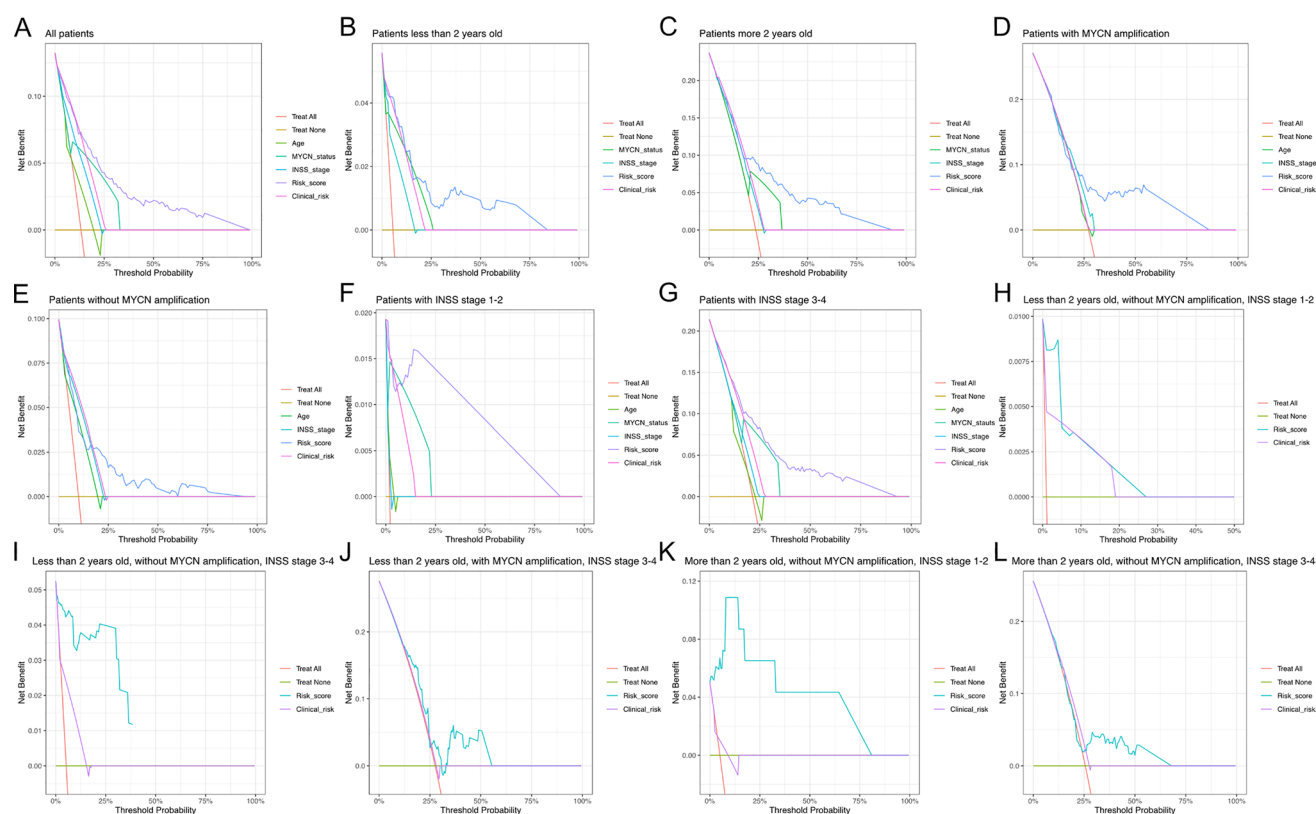 A
All patients
Net Benefit
0.10
0.05
0.00
0% 25% 50% 75% 100%
Threshold Probability
Treat All
Treat None
Age
MYCN_status
INSS_stage
Risk_score
Clinical_risk
B
Patients less than 2 years old
Net Benefit
0.04
0.02
0.00
0% 25% 50% 75% 100%
Threshold Probability
Treat All
Treat None
MYCN_status
INSS_stage
Risk_score
Clinical_risk
C
Patients more 2 years old
Net Benefit
0.20
0.15
0.10
0.05
0.00
0% 25% 50% 75% 100%
Threshold Probability
Treat All
Treat None
MYCN_status
INSS_stage
Risk_score
Clinical_risk
D
Patients with MYCN amplification
Net Benefit
0.2
0.1
0.0
0% 25% 50% 75% 100%
Threshold Probability
Treat All
Treat None
Age
INSS_stage
Risk_score
Clinical_risk
E
Patients without MYCN amplification
Net Benefit
0.100
0.075
0.050
0.025
0.000
0% 25% 50% 75% 100%
Threshold Probability
Treat All
Treat None
Age
INSS_stage
Risk_score
Clinical_risk
F
Patients with INSS stage 1-2
Net Benefit
0.020
0.015
0.010
0.005
0.000
0% 25% 50% 75% 100%
Threshold Probability
Treat All
Treat None
Age
MYCN_status
INSS_stage
Risk_score
Clinical_risk
G
Patients with INSS stage 3-4
Net Benefit
0.20
0.15
0.10
0.05
0.00
0% 25% 50% 75% 100%
Threshold Probability
Treat All
Treat None
Age
MYCN_stauts
INSS_stage
Risk_score
Clinical_risk
H
Less than 2 years old, without MYCN amplification, INSS stage 1-2
Net Benefit
0.0100
0.0075
0.0050
0.0025
0.0000
0% 10% 20% 30% 40% 50%
Threshold Probability
Treat All
Treat None
Risk_score
Clinical_risk
I
Less than 2 years old, without MYCN amplification, INSS stage 3-4
Net Benefit
0.05
0.04
0.03
0.02
0.01
0.00
0% 25% 50% 75% 100%
Threshold Probability
Treat All
Treat None
Risk_score
Clinical_risk
J
Less than 2 years old, with MYCN amplification, INSS stage 3-4
Net Benefit
0.2
0.1
0.0
0% 25% 50% 75% 100%
Threshold Probability
Treat All
Treat None
Risk_score
Clinical_risk
K
More than 2 years old, without MYCN amplification, INSS stage 1-2
Net Benefit
0.12
0.08
0.04
0.00
0% 25% 50% 75% 100%
Threshold Probability
Treat All
Treat None
Risk_score
Clinical_risk
L
More than 2 years old, without MYCN amplification, INSS stage 3-4
Net Benefit
0.2
0.1
0.0
0% 25% 50% 75% 100%
Threshold Probability
Treat All
Treat None
Risk_score
Clinical_risk